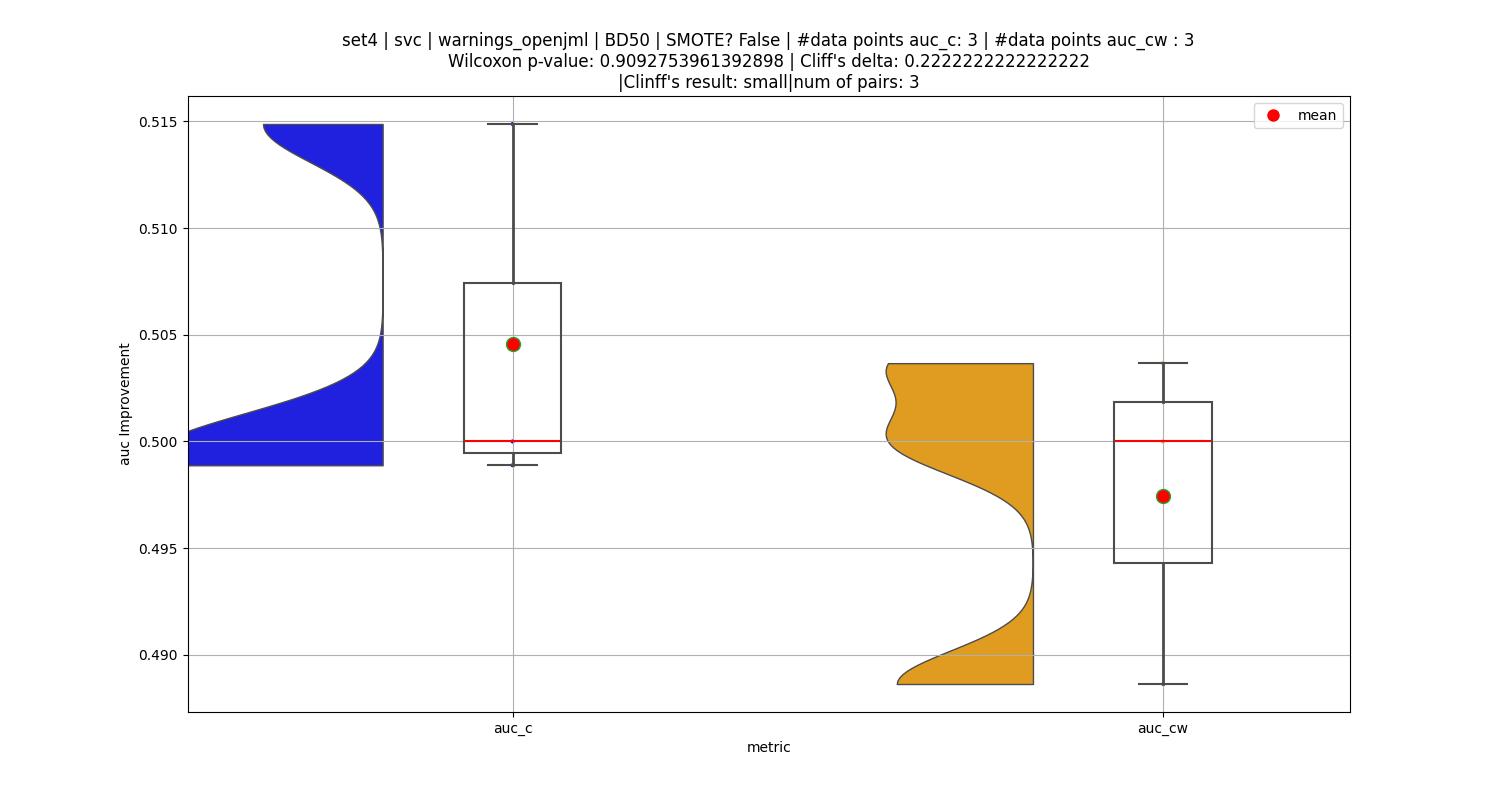 set4 | svc | warnings_openjml | BD50 | SMOTE? False | #data points auc_c: 3 | #data points auc_cw : 3
Wilcoxon p-value: 0.9092753961392898 | Cliff's delta: 0.2222222222222222
|Clinff's result: small|num of pairs: 3
mean
0.515
0.510
0.505
0.500
0.495
0.490
auc Improvement
auc_c
auc_cw
metric